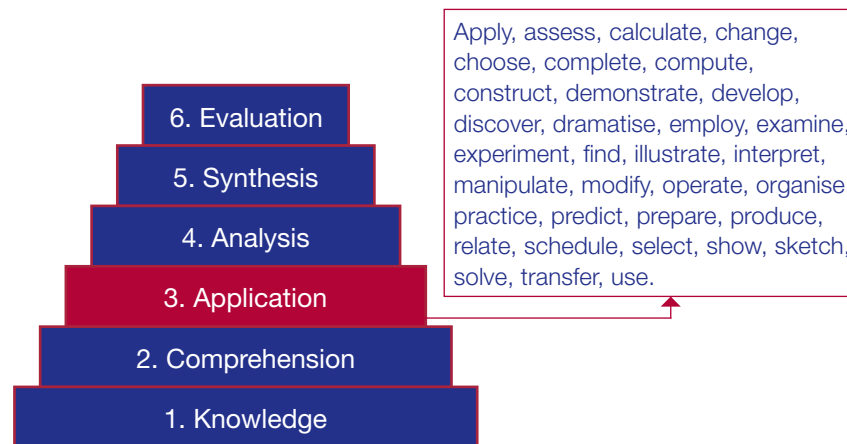 Apply, assess, calculate, change,
choose, complete, compute,
construct, demonstrate, develop,
discover, dramatise, employ, examine,
experiment, find, illustrate, interpret,
manipulate, modify, operate, organise
practice, predict, prepare, produce,
relate, schedule, select, show, sketch,
solve, transfer, use.
6. Evaluation
5. Synthesis
4. Analysis
3. Application
2. Comprehension
1. Knowledge